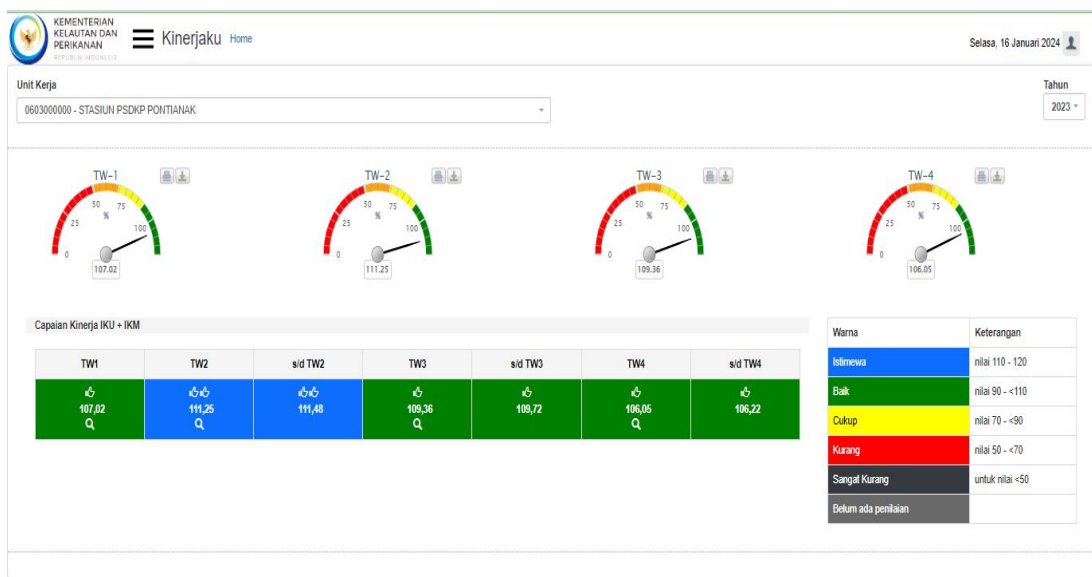 KEMENTERIAN
KELAUTAN DAN
PERIKANAN
REPUBLIK INDONESIA
Kinerjaku Home
Selasa, 16 Januari 2024
Unit Kerja
Tahun
0603000000 - STASIUN PSDKP PONTIANAK
2023
TW-1
0 25 50 75 100
%
107.02
TW-2
0 25 50 75 100
%
111.25
TW-3
0 25 50 75 100
%
109.36
TW-4
0 25 50 75 100
%
106.05
Capaian Kinerja IKU + IKM
TW1 TW2 s/d TW2 TW3 s/d TW3 TW4 s/d TW4
107,02 111,25 111,48 109,36 109,72 106,05 106,22
Warna Keterangan
Istimewa nilai 110 - 120
Baik nilai 90 - <110
Cukup nilai 70 - <90
Kurang nilai 50 - <70
Sangat Kurang untuk nilai <50
Belum ada penilaian